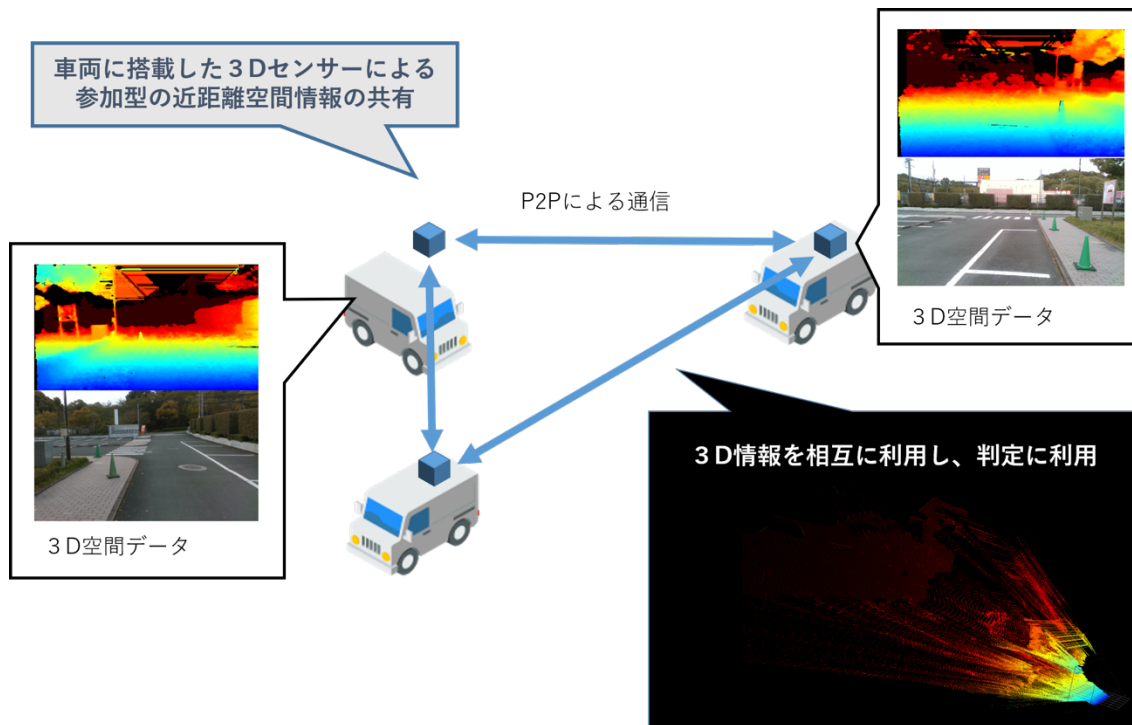 車両に搭載した３Dセンサーによる
参加型の近距離空間情報の共有
P2Pによる通信
３D空間データ
３D空間データ
３D情報を相互に利用し、判定に利用